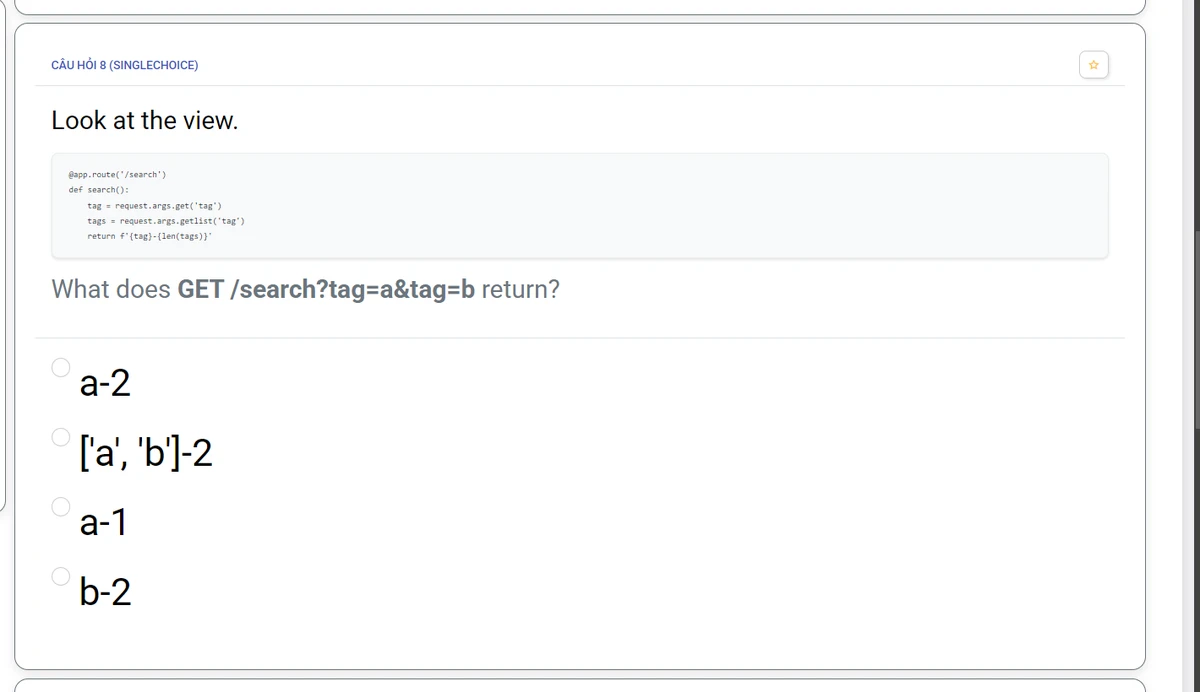 CÂU HỎI 8 (SINGLECHOICE)
Look at the view.
@app.route('/search')
def search():
    tag = request.args.get('tag')
    tags = request.args.getlist('tag')
    return f'{tag}-{len(tags)}'
What does GET /search?tag=a&tag=b return?
a-2
['a', 'b']-2
a-1
b-2